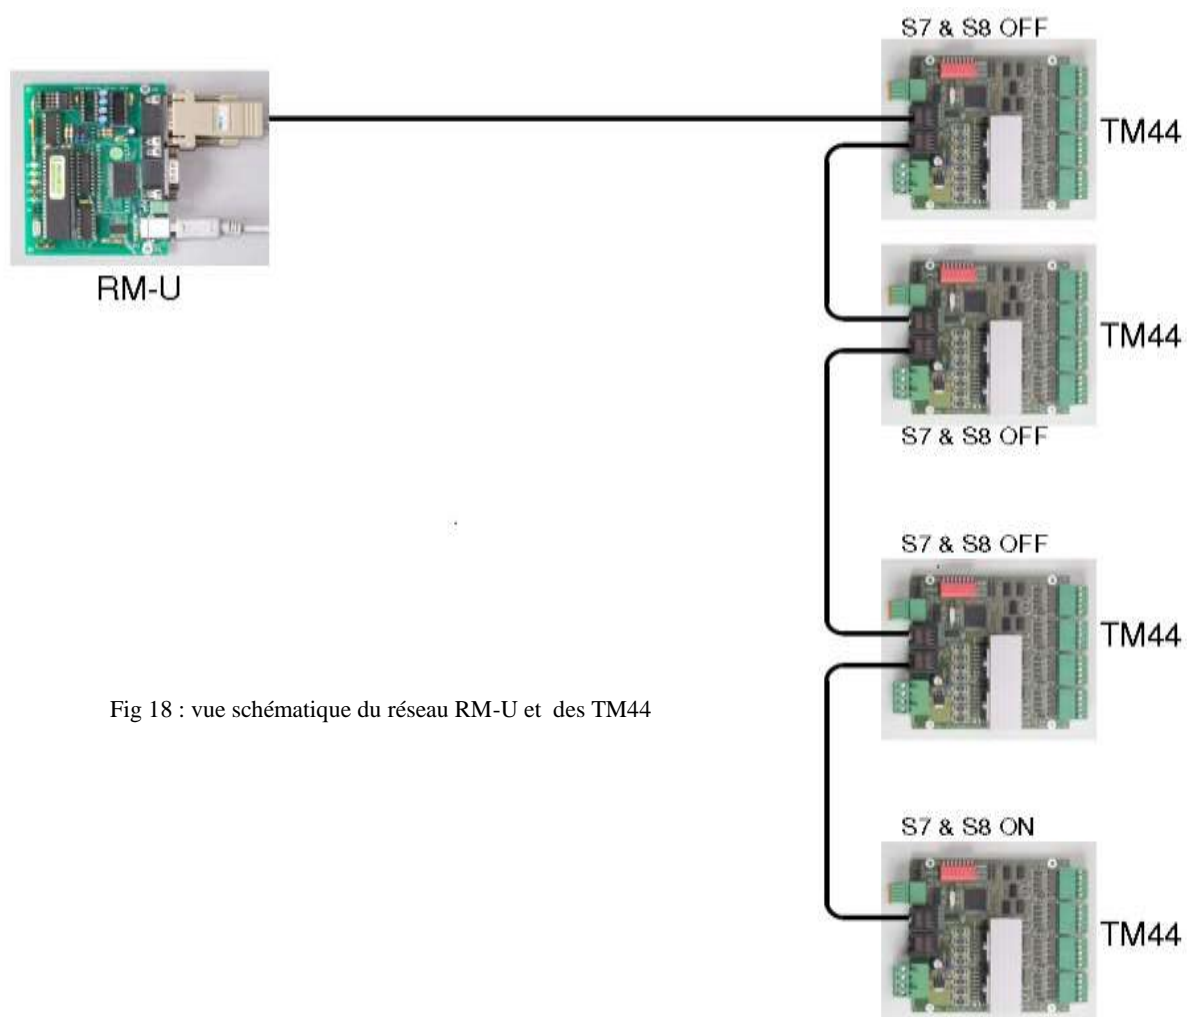 S7 & S8 OFF
TM44
RM-U
TM44
S7 & S8 OFF
S7 & S8 OFF
TM44
Fig 18 : vue schématique du réseau RM-U et  des TM44
S7 & S8 ON
TM44